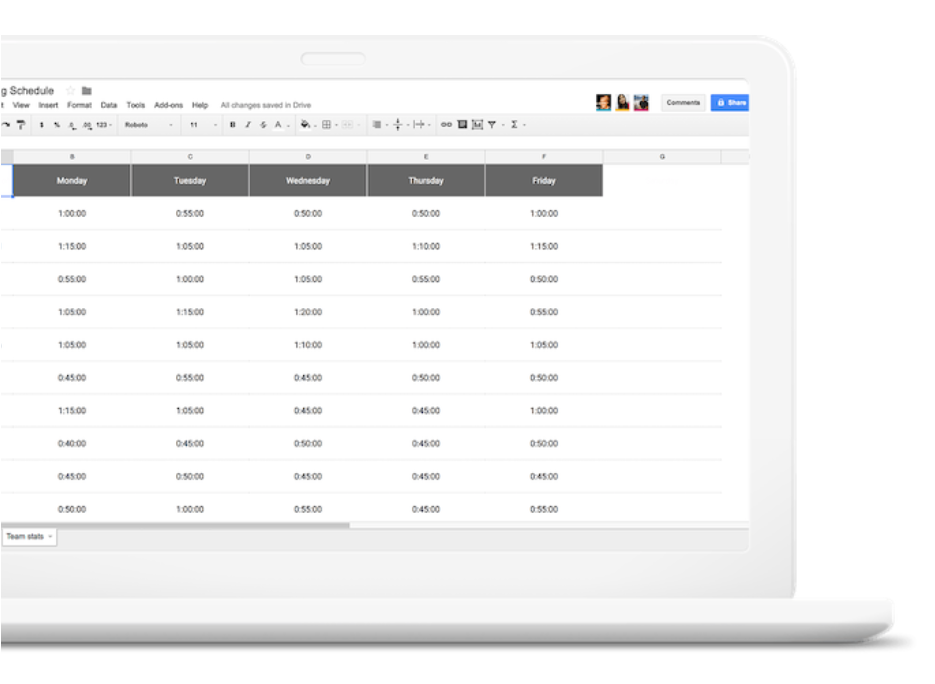 g Schedule
t View Insert Format Data Tools Add-ons Help All changes saved in Drive Comments Share
$ % .0 .00 123 Roboto 11 B I S A Σ
B C D E F G
Monday Tuesday Wednesday Thursday Friday
1:00:00 0:55:00 0:50:00 0:50:00 1:00:00
1:15:00 1:05:00 1:05:00 1:10:00 1:15:00
0:55:00 1:00:00 1:05:00 0:55:00 0:50:00
1:05:00 1:15:00 1:20:00 1:00:00 0:55:00
1:05:00 1:05:00 1:10:00 1:00:00 1:05:00
0:45:00 0:55:00 0:45:00 0:50:00 0:50:00
1:15:00 1:05:00 0:45:00 0:45:00 1:00:00
0:40:00 0:45:00 0:50:00 0:45:00 0:50:00
0:45:00 0:50:00 0:45:00 0:45:00 0:45:00
0:50:00 1:00:00 0:55:00 0:45:00 0:55:00
Team stats